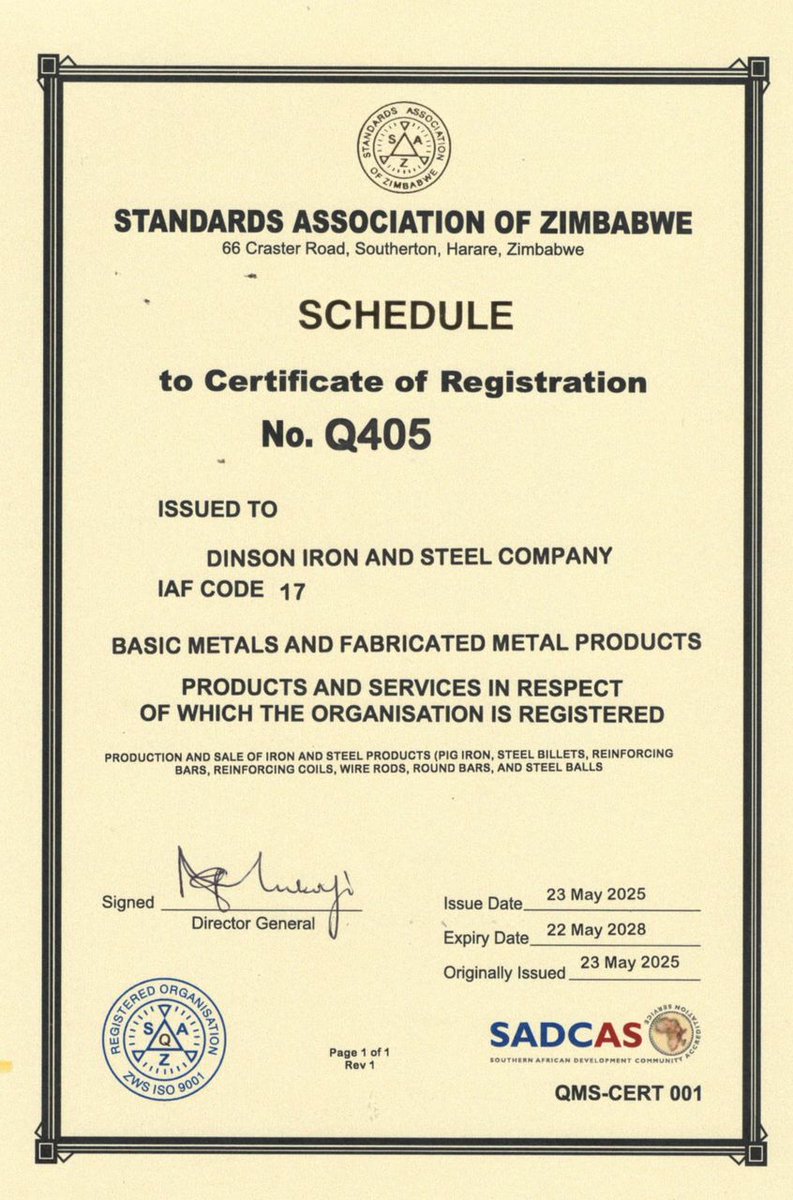 STANDARDS ASSOCIATION
OF ZIMBABWE
S A
Z
STANDARDS ASSOCIATION OF ZIMBABWE
66 Craster Road, Southerton, Harare, Zimbabwe
SCHEDULE
to Certificate of Registration
No. Q405
ISSUED TO
DINSON IRON AND STEEL COMPANY
IAF CODE 17
BASIC METALS AND FABRICATED METAL PRODUCTS
PRODUCTS AND SERVICES IN RESPECT
OF WHICH THE ORGANISATION IS REGISTERED
PRODUCTION AND SALE OF IRON AND STEEL PRODUCTS (PIG IRON, STEEL BILLETS, REINFORCING
BARS, REINFORCING COILS, WIRE RODS, ROUND BARS, AND STEEL BALLS
Signed
Director General
Issue Date 23 May 2025
Expiry Date 22 May 2028
Originally Issued 23 May 2025
REGISTERED ORGANISATION
S A
Q
Z
ZWS ISO 9001
Page 1 of 1
Rev 1
SADCAS
SOUTHERN AFRICAN DEVELOPMENT COMMUNITY ACCREDITATION SERVICE
QMS-CERT 001